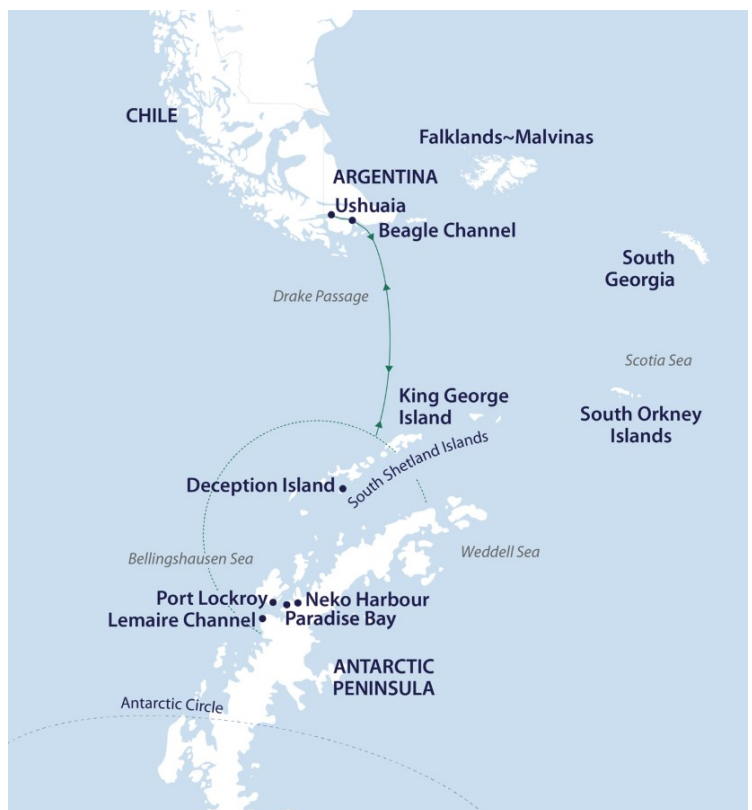 CHILE
Falklands~Malvinas
ARGENTINA
Ushuaia
Beagle Channel
South
Georgia
Drake Passage
Scotia Sea
King George
Island
South Orkney
Islands
South Shetland Islands
Deception Island
Bellingshausen Sea
Weddell Sea
Port Lockroy
Neko Harbour
Lemaire Channel
Paradise Bay
ANTARCTIC
PENINSULA
Antarctic Circle